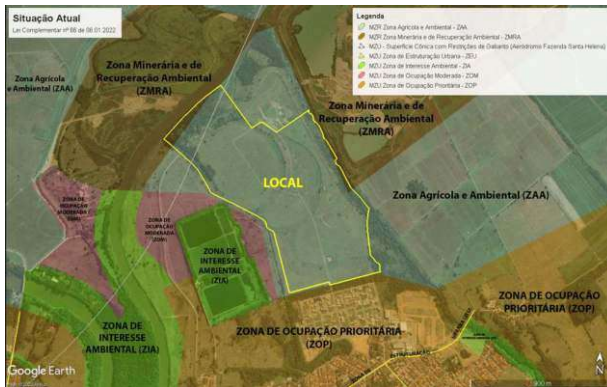 Situação Atual
Lei Complementar nº 68 de 06.01.2022
Legenda
MZR Zona Agrícola e Ambiental - ZAA
MZR Zona Minerária e de Recuperação Ambiental - ZMRA
MZU - Superfície Cônica com Restrições de Gabarito (Aeródromo Fazenda Santa Helena)
MZU Zona de Estruturação Urbana - ZEU
MZU Zona de Interesse Ambiental - ZIA
MZU Zona de Ocupação Moderada - ZOM
MZU Zona de Ocupação Prioritária - ZOP
Zona Agrícola
e Ambiental (ZAA)
Zona Minerária e de
Recuperação Ambiental
(ZMRA)
Zona Minerária e de
Recuperação Ambiental
(ZMRA)
LOCAL
Zona Agrícola e Ambiental (ZAA)
ZONA DE
OCUPAÇÃO
MODERADA
ZONA DE
OCUPAÇÃO
MODERADA
ZONA DE
INTERESSE
AMBIENTAL
(ZIA)
ZONA DE
INTERESSE
AMBIENTAL (ZIA)
ZONA DE OCUPAÇÃO PRIORITÁRIA
(ZOP)
ZONA DE OCUPAÇÃO
PRIORITÁRIA (ZOP)
ESTRUTURAÇÃO
Google Earth
900 m
N